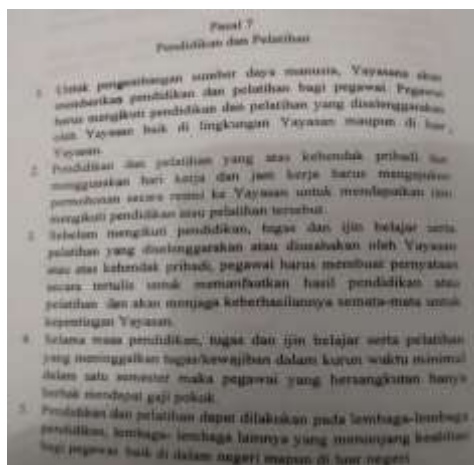 Pasal 7
Pendidikan dan Pelatihan
1. Untuk pengembangan sumber daya manusia, Yayasan akan
memberikan pendidikan dan pelatihan bagi pegawai. Pegawai
harus mengikuti pendidikan dan pelatihan yang diselenggarakan
oleh Yayasan baik di lingkungan Yayasan maupun di luar
Yayasan.
2. Pendidikan dan pelatihan yang atas kehendak pribadi dan
menggunakan hari kerja dan jam kerja harus mengajukan
permohonan secara resmi ke Yayasan untuk mendapatkan ijin
mengikuti pendidikan atau pelatihan tersebut.
3. Sebelum mengikuti pendidikan, tugas dan ijin belajar serta
pelatihan yang diselenggarakan atau diusahakan oleh Yayasan
atau atas kehendak pribadi, pegawai harus membuat pernyataan
secara tertulis untuk memanfaatkan hasil pendidikan atau
pelatihan dan akan menjaga keberhasilannya semata-mata untuk
kepentingan Yayasan.
4. Selama masa pendidikan, tugas dan ijin belajar serta pelatihan
yang meninggalkan tugas/kewajiban dalam kurun waktu minimal
dalam satu semester maka pegawai yang bersangkutan hanya
berhak mendapat gaji pokok.
5. Pendidikan dan pelatihan dapat dilakukan pada lembaga-lembaga
pendidikan, lembaga- lembaga lainnya yang menunjang keahlian
bagi pegawai baik di dalam negeri maupun di luar negeri